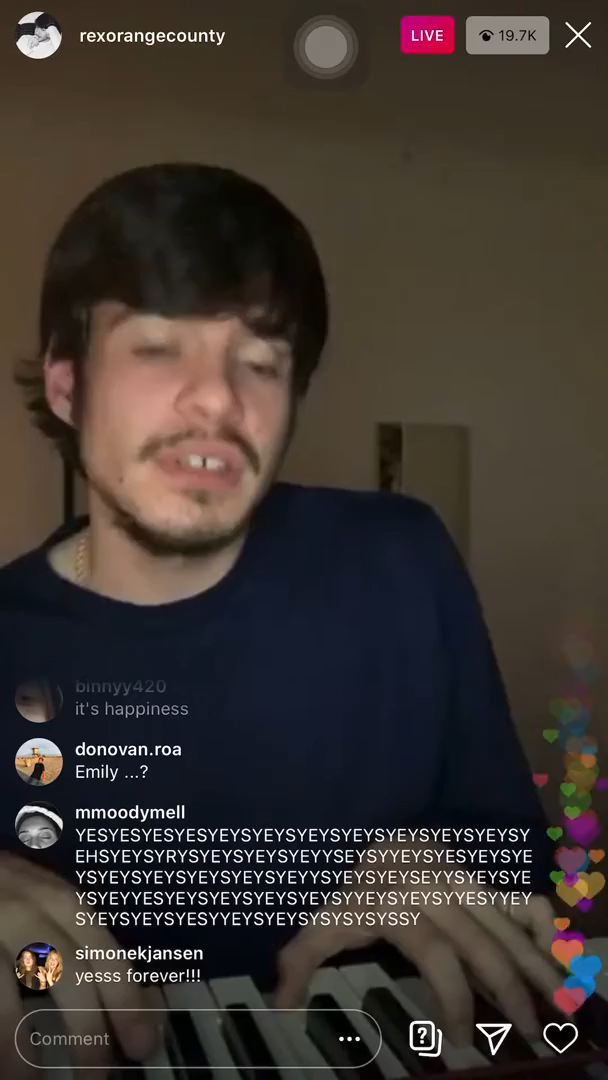 rexorangecounty
LIVE
19.7K
binnyy420
it's happiness
donovan.roa
Emily ...?
mmoodymell
YESYESYESYESYEYSYEYSYEYSYEYSYEYSYEYSYEYSY
EHSYEYSYRYSYEYSYEYSYEYYSEYSYYEYSYESYEYSYE
YSYEYSYEYSYEYSYEYSYEYYSYEYSYEYSEYYSYEYSYE
YSYEYYESYEYSYEYSYEYSYEYSYYEYSYEYSYYESYYEY
SYEYSYEYSYESYYEYSYEYSYSYSYSYSSY
simonekjansen
yesss forever!!!
Comment